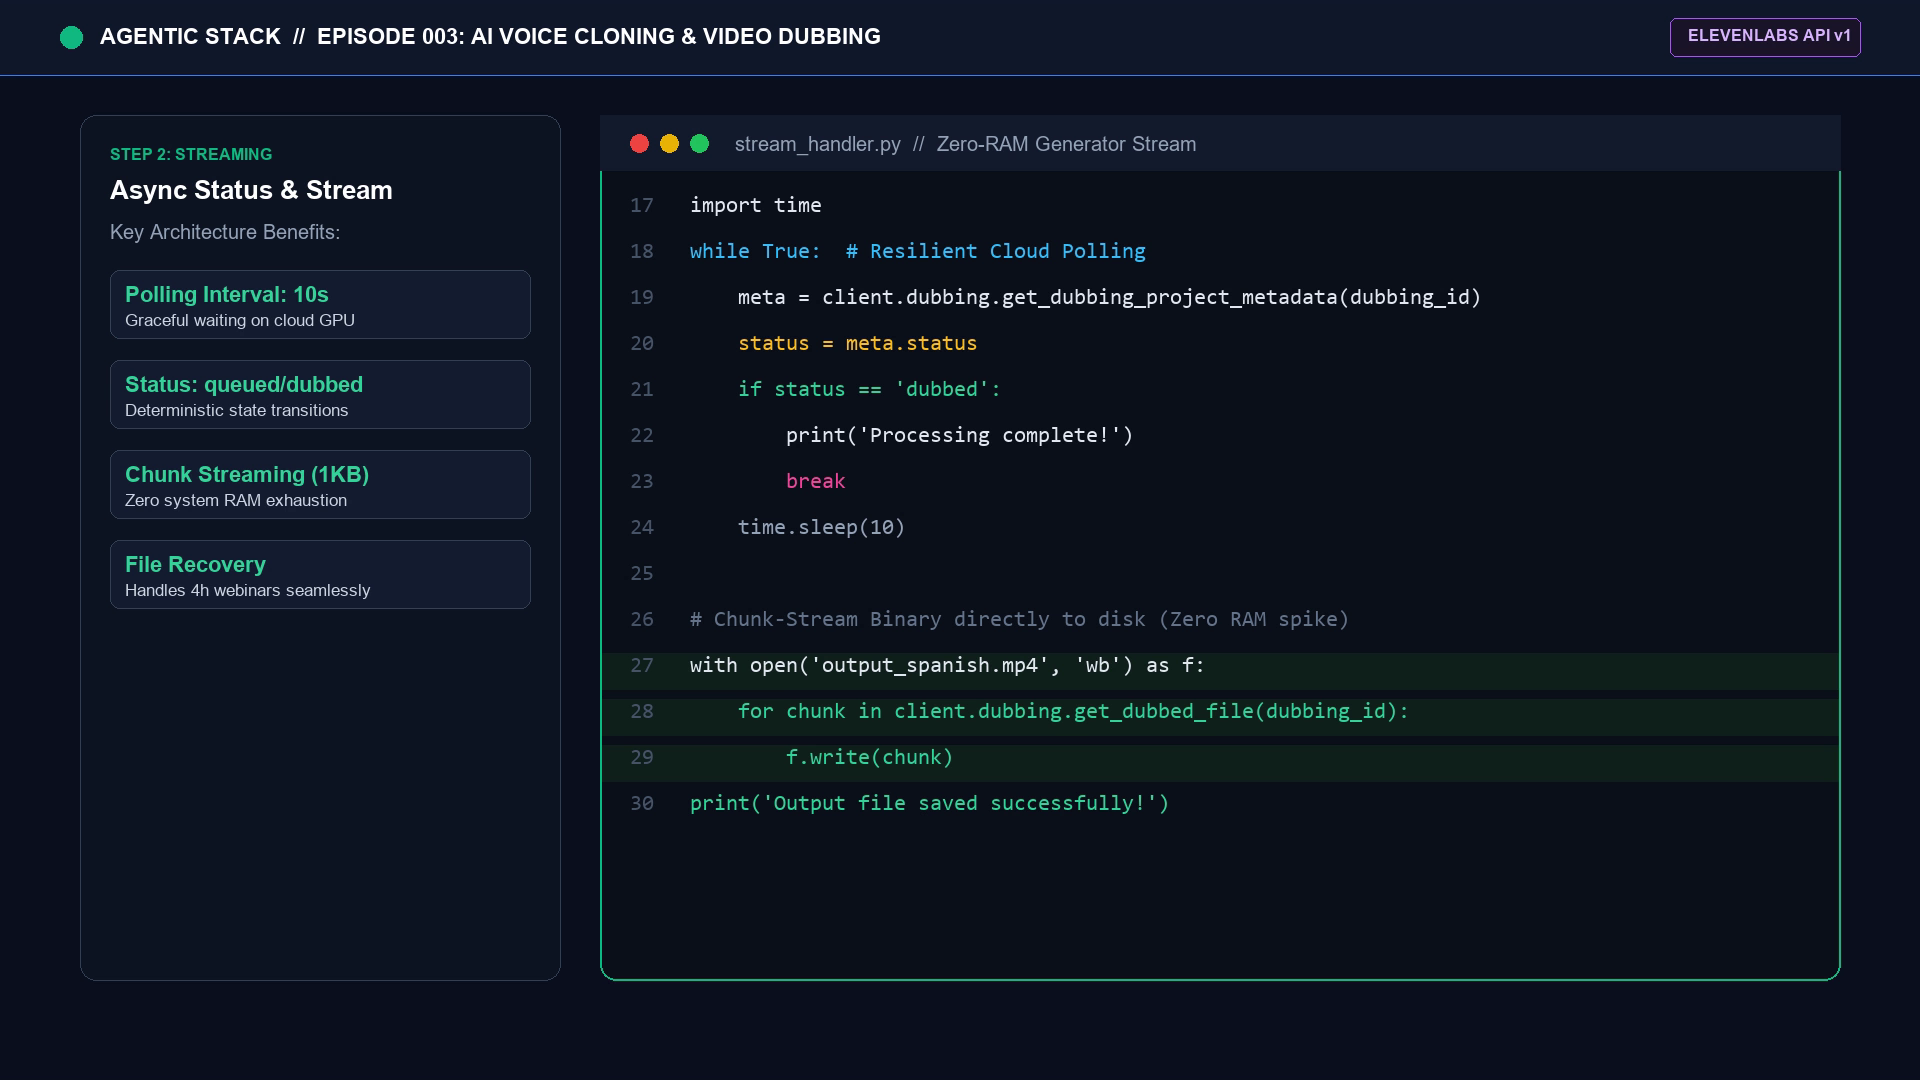 AGENTIC STACK // EPISODE 003: AI VOICE CLONING & VIDEO DUBBING
ELEVENLABS API v1
STEP 2: STREAMING
Async Status & Stream
Key Architecture Benefits:
Polling Interval: 10s
Graceful waiting on cloud GPU
Status: queued/dubbed
Deterministic state transitions
Chunk Streaming (1KB)
Zero system RAM exhaustion
File Recovery
Handles 4h webinars seamlessly
stream_handler.py // Zero-RAM Generator Stream
17 import time
18 while True:  # Resilient Cloud Polling
19     meta = client.dubbing.get_dubbing_project_metadata(dubbing_id)
20     status = meta.status
21     if status == 'dubbed':
22         print('Processing complete!')
23         break
24     time.sleep(10)
25
26 # Chunk-Stream Binary directly to disk (Zero RAM spike)
27 with open('output_spanish.mp4', 'wb') as f:
28     for chunk in client.dubbing.get_dubbed_file(dubbing_id):
29         f.write(chunk)
30 print('Output file saved successfully!')